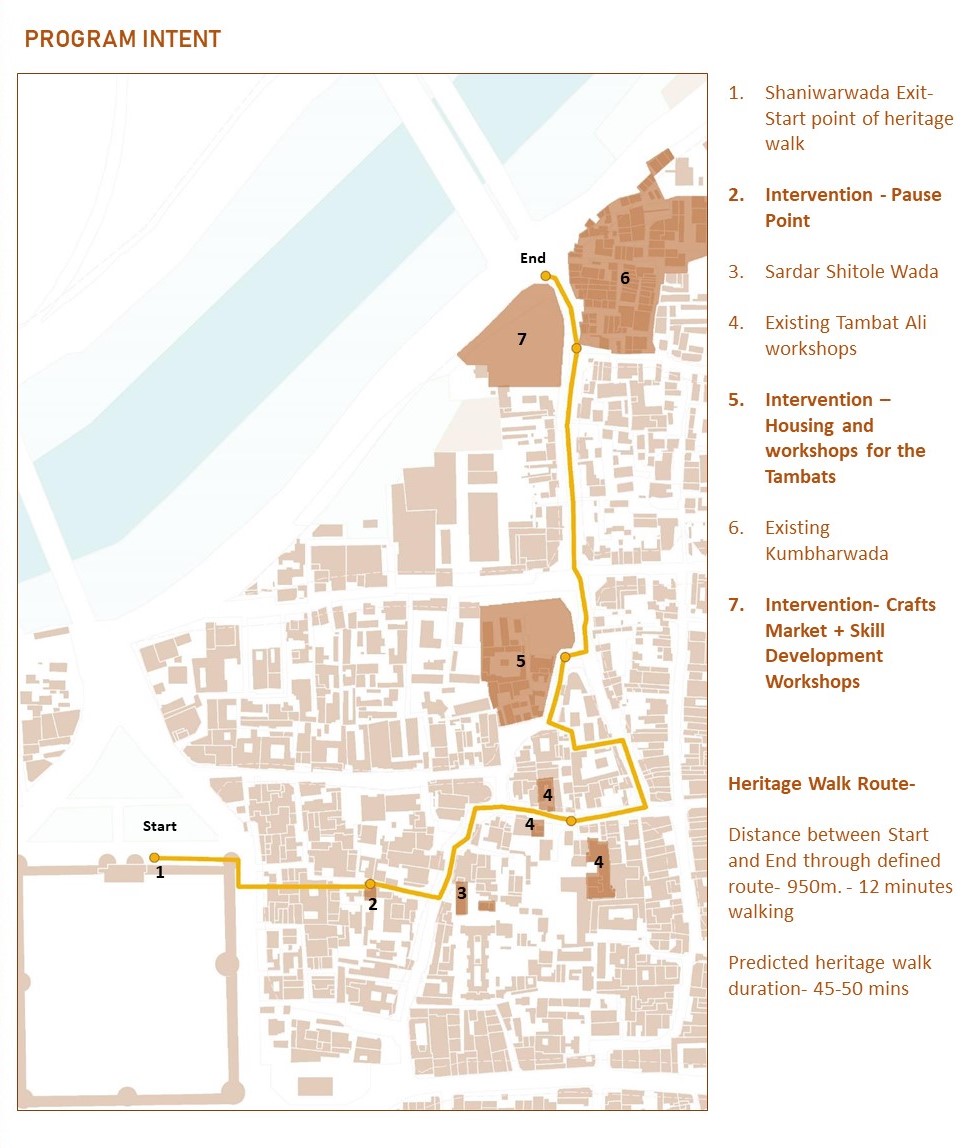 PROGRAM INTENT
End
6
7
5
4
4
4
Start
1
2
3
1. Shaniwarwada Exit-
Start point of heritage
walk
2. Intervention - Pause
Point
3. Sardar Shitole Wada
4. Existing Tambat Ali
workshops
5. Intervention –
Housing and
workshops for the
Tambats
6. Existing
Kumbharwada
7. Intervention- Crafts
Market + Skill
Development
Workshops
Heritage Walk Route-
Distance between Start
and End through defined
route- 950m. - 12 minutes
walking
Predicted heritage walk
duration- 45-50 mins